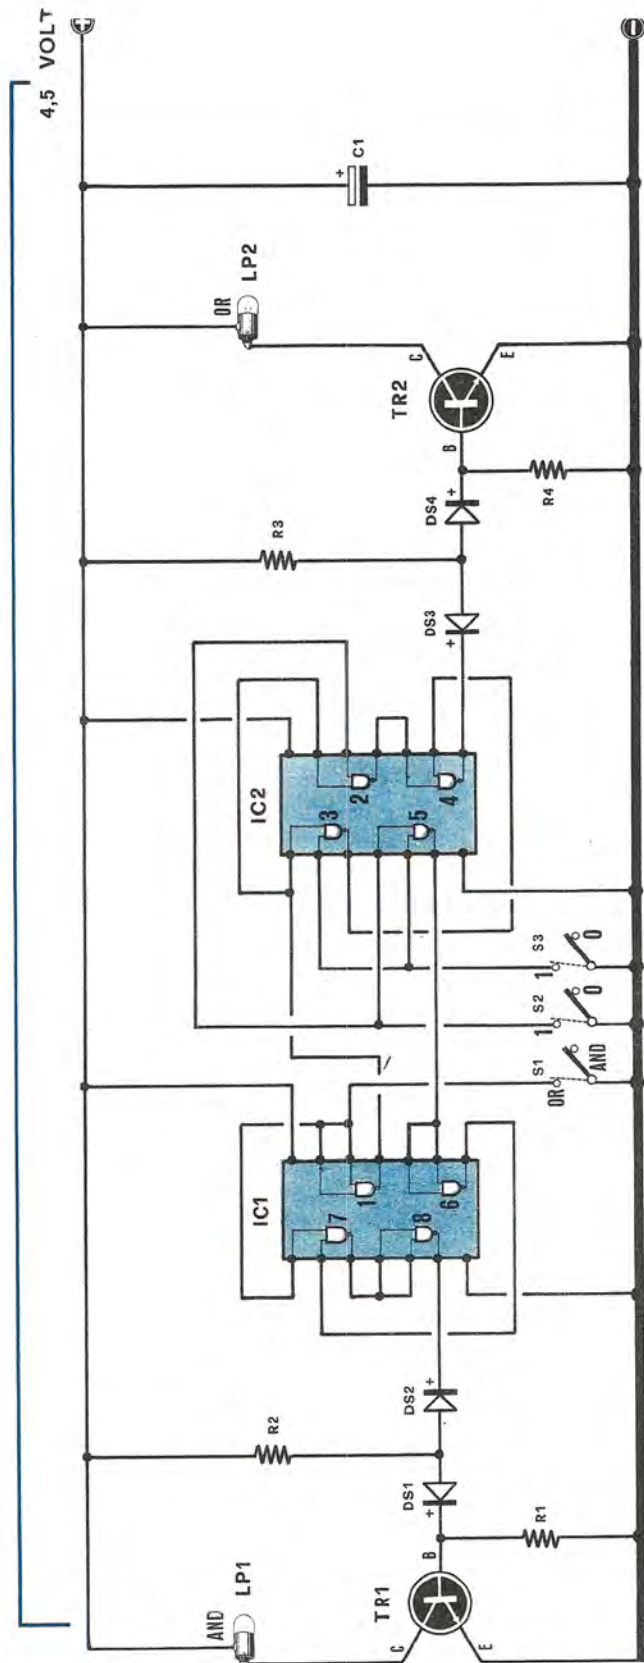 4,5 VOLT
+
AND
LP1
OR
LP2
R2
IC1
IC2
R3
C1
+
7
1
8
6
3
2
5
4
TR1
C
B
E
DS1
+
DS2
+
R1
S1
OR
AND
S2
1
0
S3
1
0
DS3
+
DS4
+
TR2
C
B
E
R4
-